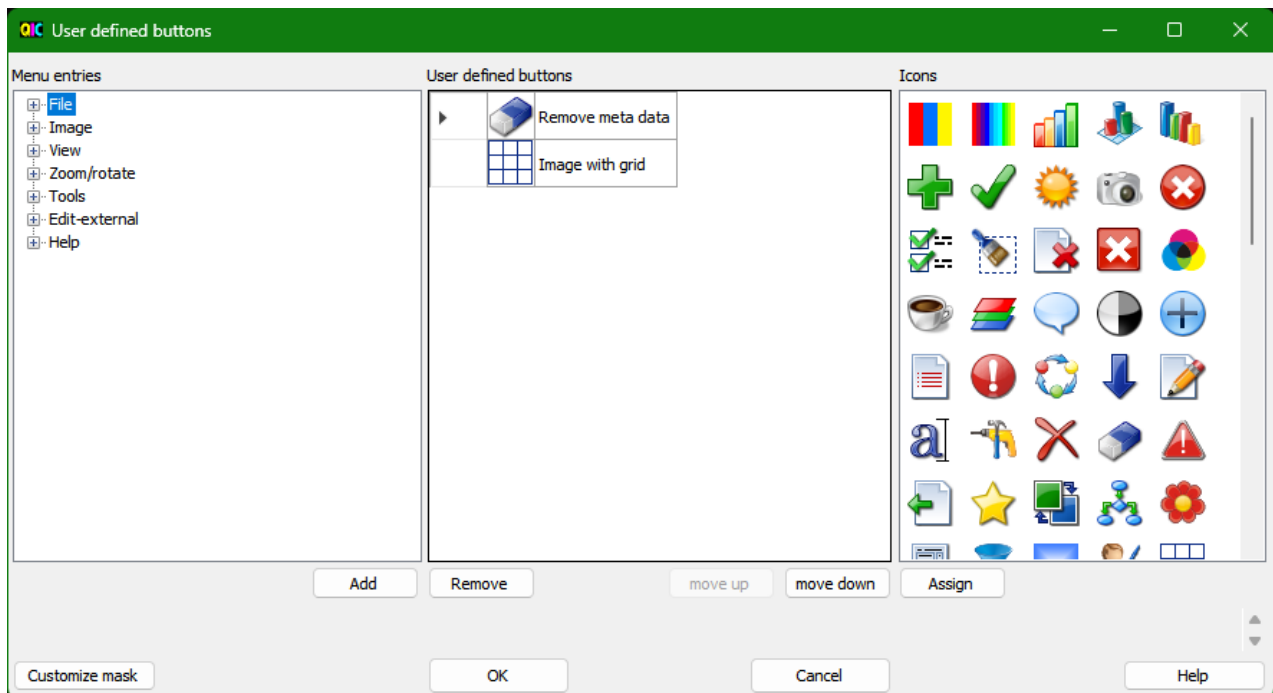 QIC User defined buttons
Menu entries
User defined buttons
Icons
File
Image
View
Zoom/rotate
Tools
Edit-external
Help
Remove meta data
Image with grid
a
Add
Remove
move up
move down
Assign
Customize mask
OK
Cancel
Help